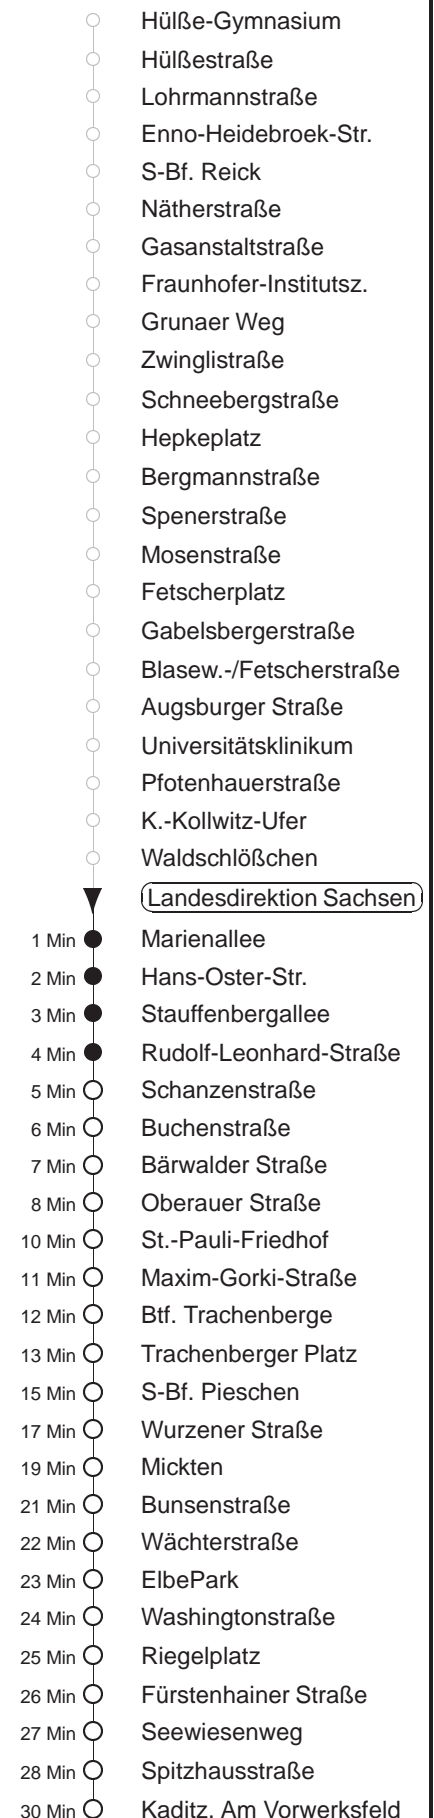 Hülße-Gymnasium
Hülßestraße
Lohrmannstraße
Enno-Heidebroek-Str.
S-Bf. Reick
Nätherstraße
Gasanstaltstraße
Fraunhofer-Institutsz.
Grunaer Weg
Zwinglistraße
Schneebergstraße
Hepkeplatz
Bergmannstraße
Spenerstraße
Mosenstraße
Fetscherplatz
Gabelsbergerstraße
Blasew.-/Fetscherstraße
Augsburger Straße
Universitätsklinikum
Pfotenhauerstraße
K.-Kollwitz-Ufer
Waldschlößchen
Landesdirektion Sachsen
1 Min Marienallee
2 Min Hans-Oster-Str.
3 Min Stauffenbergallee
4 Min Rudolf-Leonhard-Straße
5 Min Schanzenstraße
6 Min Buchenstraße
7 Min Bärwalder Straße
8 Min Oberauer Straße
10 Min St.-Pauli-Friedhof
11 Min Maxim-Gorki-Straße
12 Min Btf. Trachenberge
13 Min Trachenberger Platz
15 Min S-Bf. Pieschen
17 Min Wurzener Straße
19 Min Mickten
21 Min Bunsenstraße
22 Min Wächterstraße
23 Min ElbePark
24 Min Washingtonstraße
25 Min Riegelplatz
26 Min Fürstenhainer Straße
27 Min Seewiesenweg
28 Min Spitzhausstraße
30 Min Kaditz, Am Vorwerksfeld